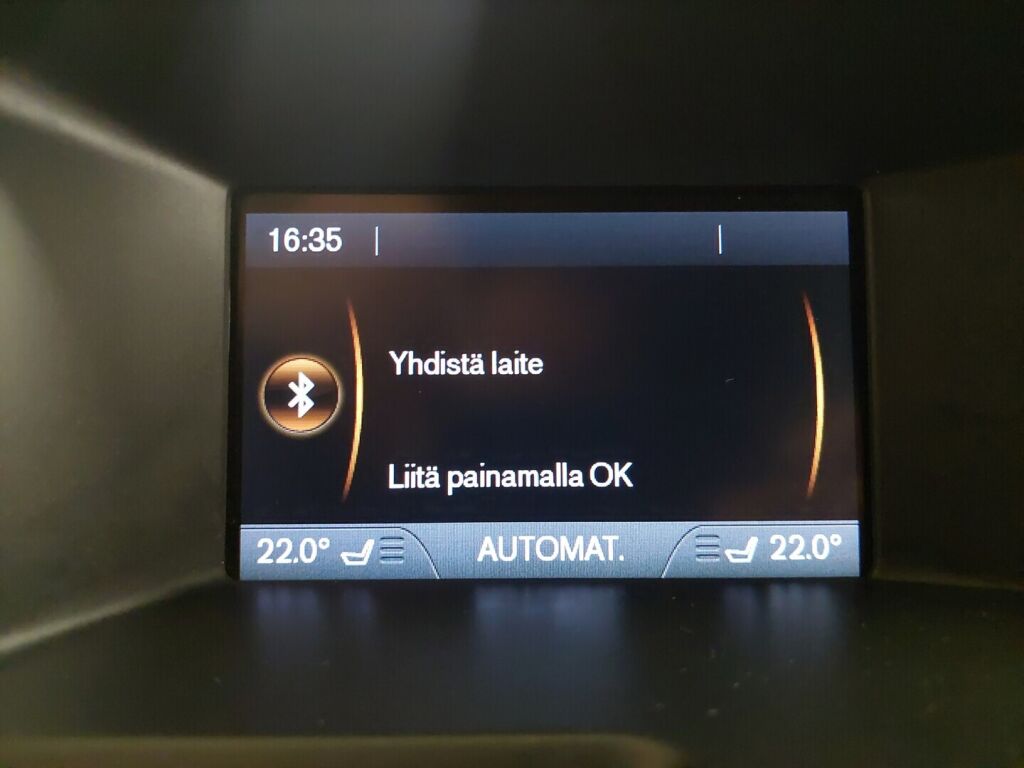 16:35
Yhdistä laite
Liitä painamalla OK
22.0° AUTOMAT. 22.0°